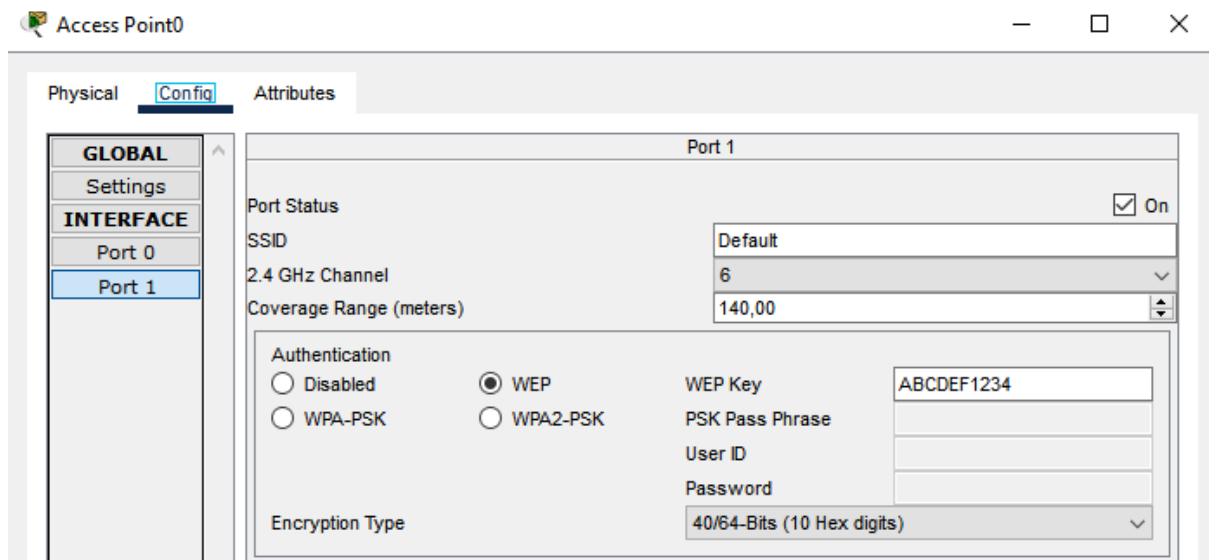 Access Point0
Physical Config Attributes
GLOBAL
Settings
INTERFACE
Port 0
Port 1
Port 1
Port Status On
SSID Default
2.4 GHz Channel 6
Coverage Range (meters) 140,00
Authentication
Disabled WEP WEP Key ABCDEF1234
WPA-PSK WPA2-PSK PSK Pass Phrase
User ID
Password
Encryption Type 40/64-Bits (10 Hex digits)